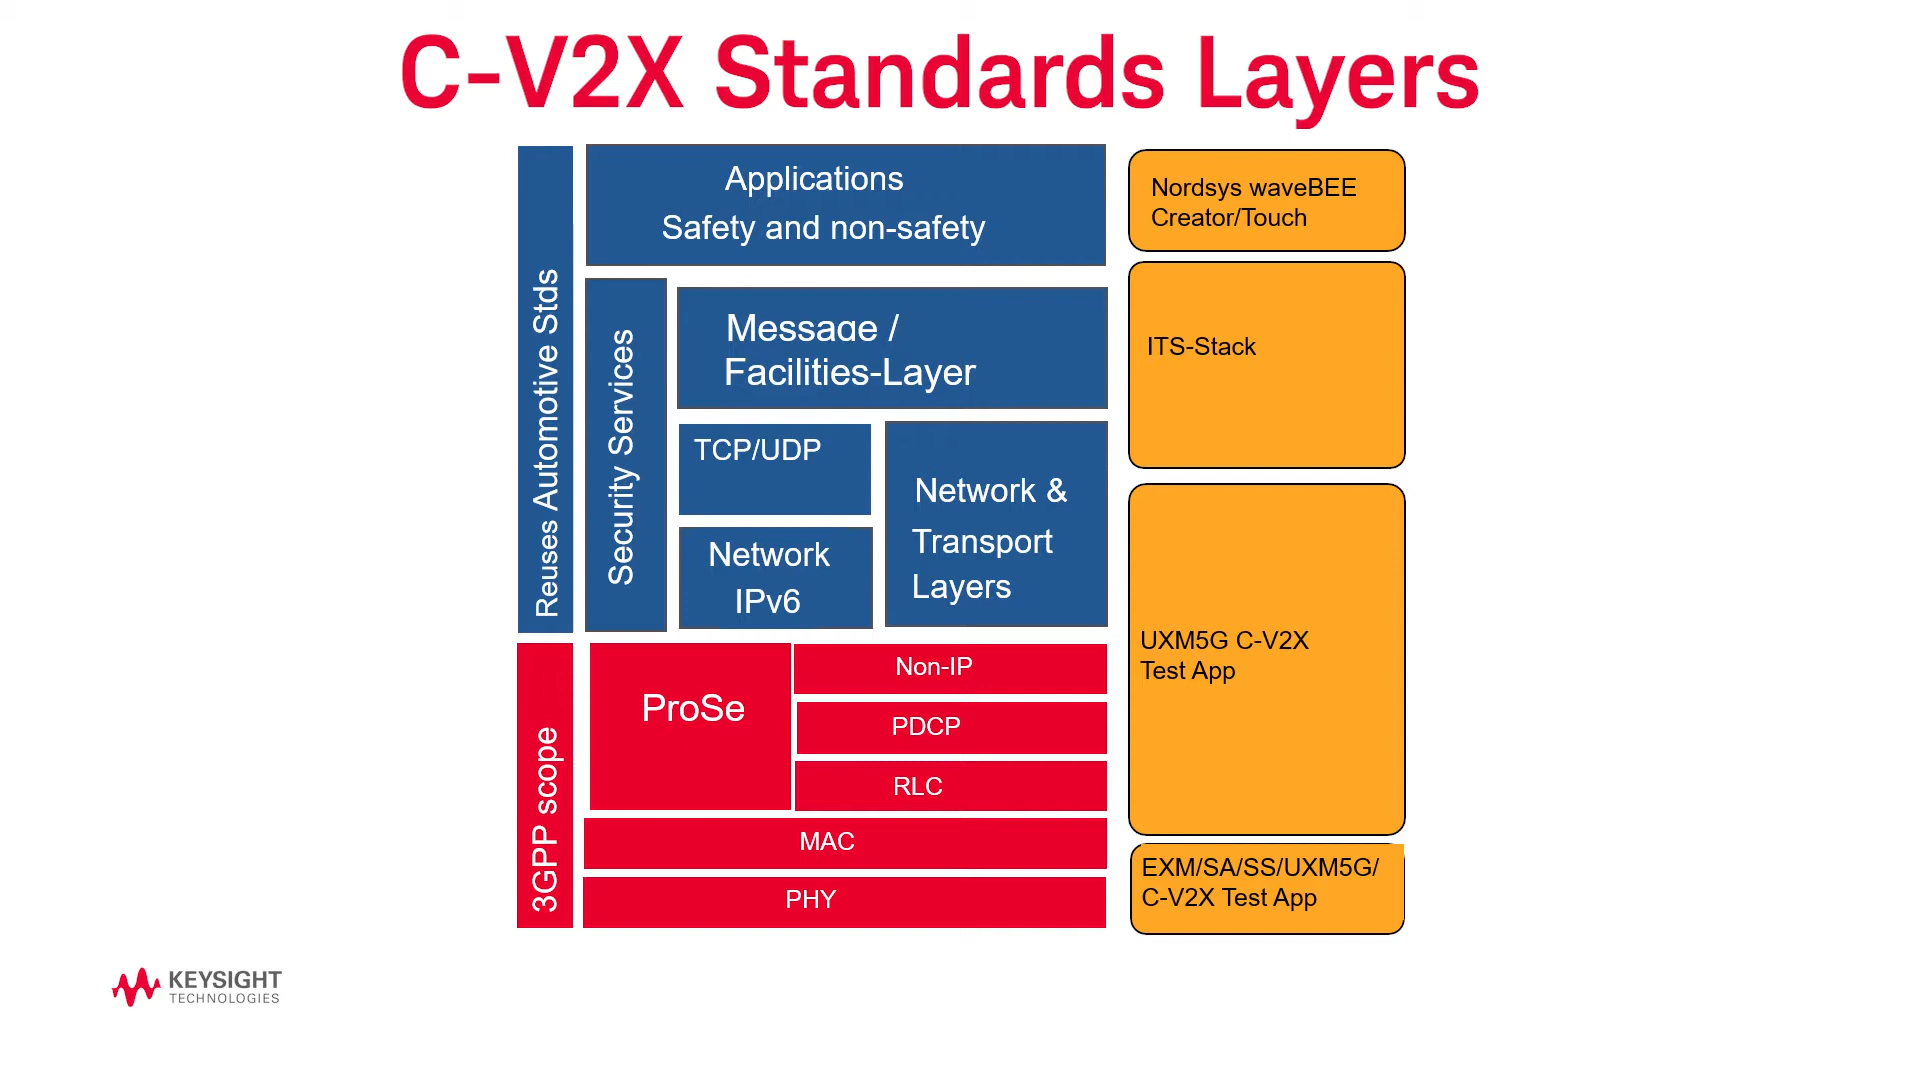 C-V2X Standards Layers
Reuses Automotive Stds
Applications
Safety and non-safety
Security Services
Message /
Facilities-Layer
TCP/UDP
Network
IPv6
Network &
Transport
Layers
3GPP scope
ProSe
Non-IP
PDCP
RLC
MAC
PHY
Nordsys waveBEE
Creator/Touch
ITS-Stack
UXM5G C-V2X
Test App
EXM/SA/SS/UXM5G/
C-V2X Test App
KEYSIGHT
TECHNOLOGIES